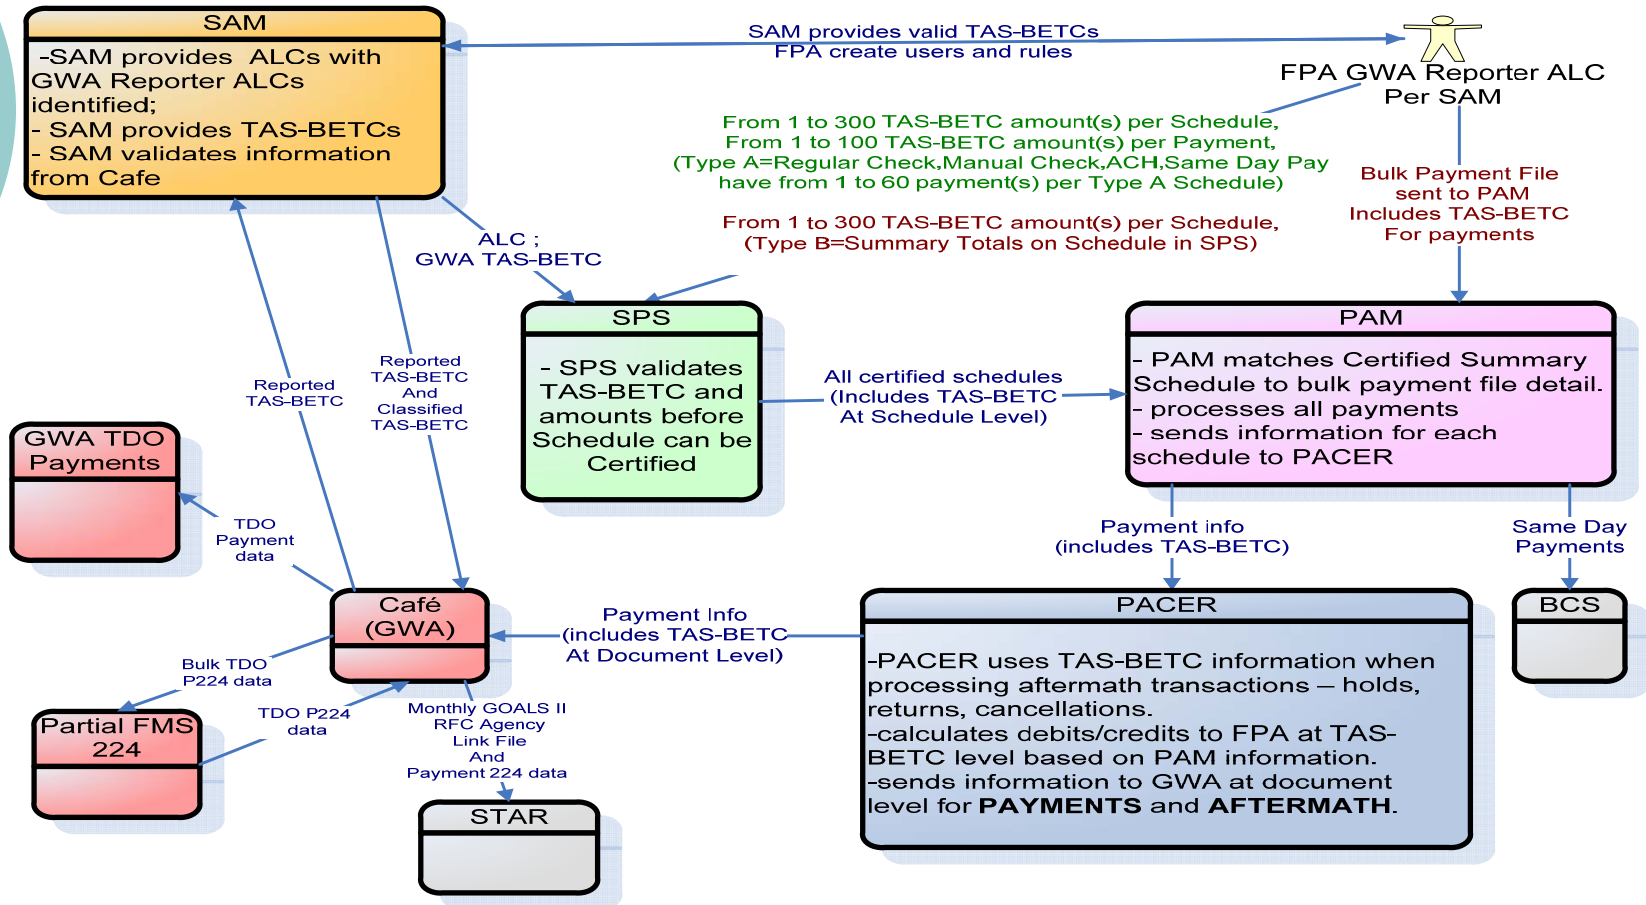 SAM
-SAM provides ALCs with
GWA Reporter ALCs
identified;
- SAM provides TAS-BETCs
- SAM validates information
from Cafe
SAM provides valid TAS-BETCs
FPA create users and rules
FPA GWA Reporter ALC
Per SAM
From 1 to 300 TAS-BETC amount(s) per Schedule,
From 1 to 100 TAS-BETC amount(s) per Payment,
(Type A=Regular Check,Manual Check,ACH,Same Day Pay
have from 1 to 60 payment(s) per Type A Schedule)
From 1 to 300 TAS-BETC amount(s) per Schedule,
(Type B=Summary Totals on Schedule in SPS)
Bulk Payment File
sent to PAM
Includes TAS-BETC
For payments
ALC ;
GWA TAS-BETC
SPS
- SPS validates
TAS-BETC and
amounts before
Schedule can be
Certified
All certified schedules
(Includes TAS-BETC
At Schedule Level)
PAM
- PAM matches Certified Summary
Schedule to bulk payment file detail.
- processes all payments
- sends information for each
schedule to PACER
Reported
TAS-BETC
Reported
TAS-BETC
And
Classified
TAS-BETC
GWA TDO
Payments
TDO
Payment
data
Payment info
(includes TAS-BETC)
Same Day
Payments
Café
(GWA)
Payment Info
(includes TAS-BETC
At Document Level)
PACER
-PACER uses TAS-BETC information when
processing aftermath transactions – holds,
returns, cancellations.
-calculates debits/credits to FPA at TAS-
BETC level based on PAM information.
-sends information to GWA at document
level for PAYMENTS and AFTERMATH.
BCS
Bulk TDO
P224 data
TDO P224
data
Partial FMS
224
Monthly GOALS II
RFC Agency
Link File
And
Payment 224 data
STAR